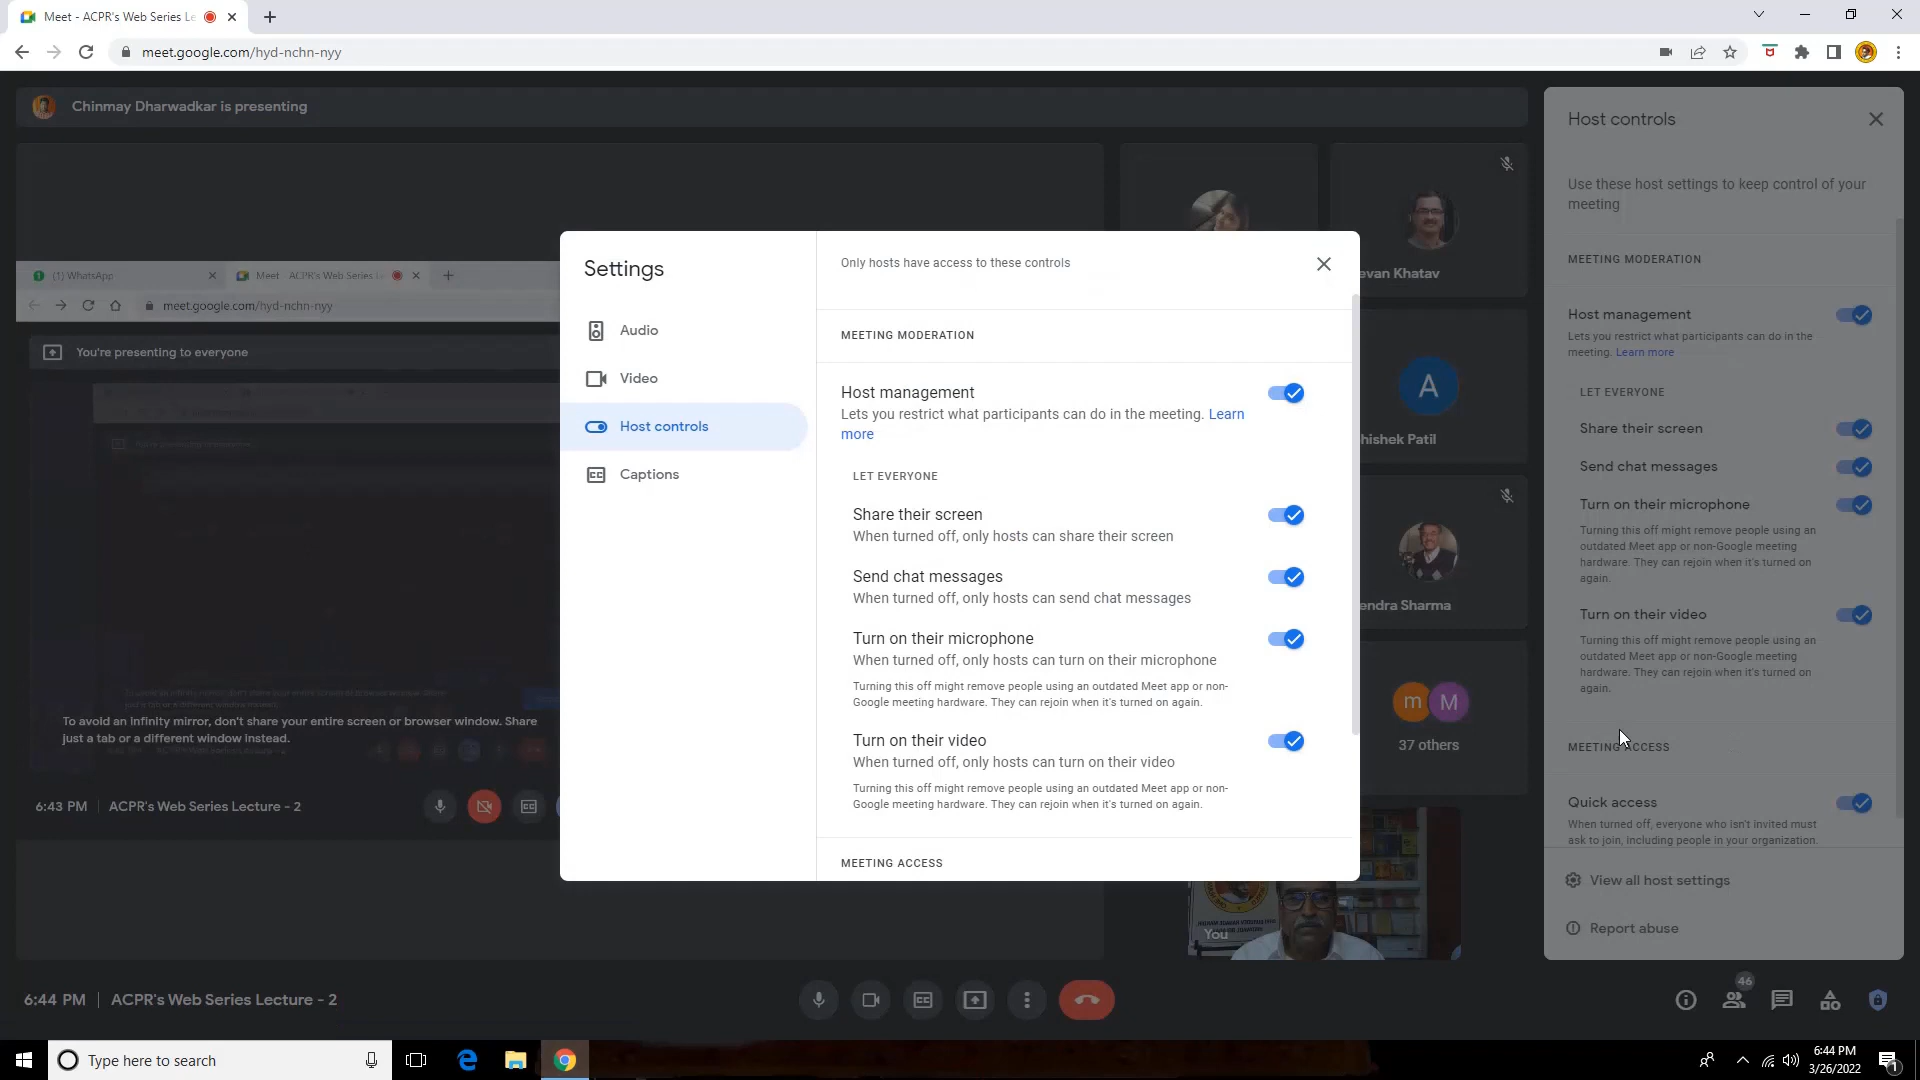 Meet - ACPR's Web Series Le
meet.google.com/hyd-nchn-nyy
Chinmay Dharwadkar is presenting
(1) WhatsApp
Meet - ACPR's Web Series
meet.google.com/hyd-nchn-nyy
You're presenting to everyone
To avoid an infinity mirror, don't share your entire screen or browser window. Share
just a tab or a different window instead.
6:43 PM | ACPR's Web Series Lecture - 2
Settings
Audio
Video
Host controls
Captions
Only hosts have access to these controls
MEETING MODERATION
Host management
Lets you restrict what participants can do in the meeting. Learn
more
LET EVERYONE
Share their screen
When turned off, only hosts can share their screen
Send chat messages
When turned off, only hosts can send chat messages
Turn on their microphone
When turned off, only hosts can turn on their microphone
Turning this off might remove people using an outdated Meet app or non-
Google meeting hardware. They can rejoin when it's turned on again.
Turn on their video
When turned off, only hosts can turn on their video
Turning this off might remove people using an outdated Meet app or non-
Google meeting hardware. They can rejoin when it's turned on again.
MEETING ACCESS
evan Khatav
A
hishek Patil
endra Sharma
m M
37 others
You
Host controls
Use these host settings to keep control of your
meeting
MEETING MODERATION
Host management
Lets you restrict what participants can do in the
meeting. Learn more
LET EVERYONE
Share their screen
Send chat messages
Turn on their microphone
Turning this off might remove people using an
outdated Meet app or non-Google meeting
hardware. They can rejoin when it's turned on
again.
Turn on their video
Turning this off might remove people using an
outdated Meet app or non-Google meeting
hardware. They can rejoin when it's turned on
again.
MEETING ACCESS
Quick access
When turned off, everyone who isn't invited must
ask to join, including people in your organization.
View all host settings
Report abuse
6:44 PM | ACPR's Web Series Lecture - 2
46
Type here to search
6:44 PM
3/26/2022
1